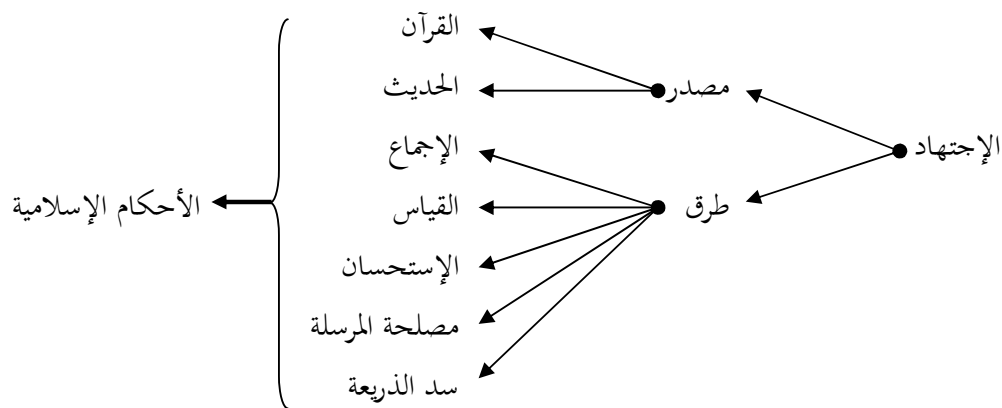 الإجتهاد
مصدر
القرآن
الحديث
طرق
الإجماع
القياس
الإستحسان
مصلحة المرسلة
سد الذريعة
الأحكام الإسلامية